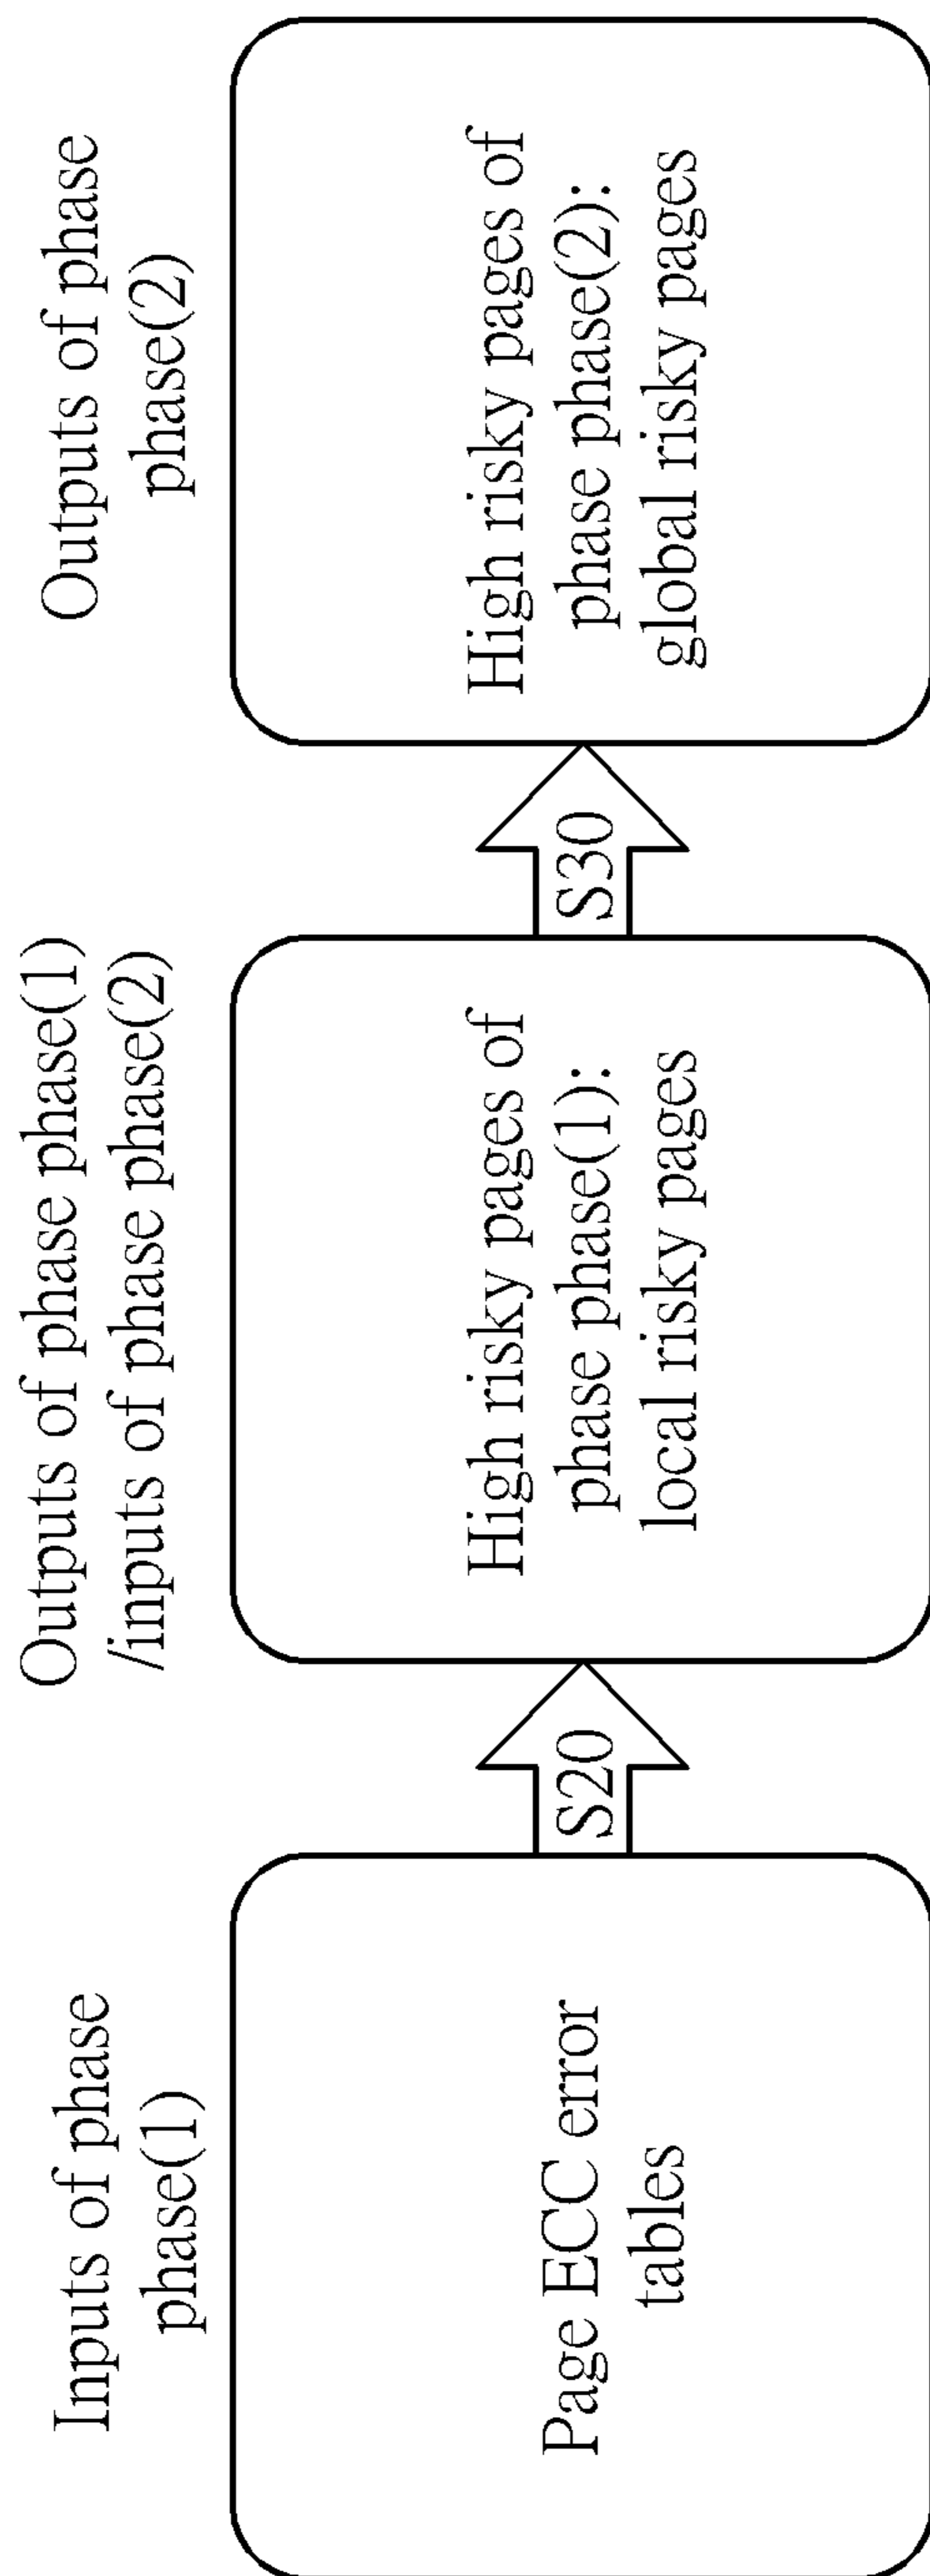 Inputs of phase
phase(1)
Page ECC error
tables
S20
Outputs of phase phase(1)
/inputs of phase phase(2)
High risky pages of
phase phase(1):
local risky pages
S30
Outputs of phase
phase(2)
High risky pages of
phase phase(2):
global risky pages